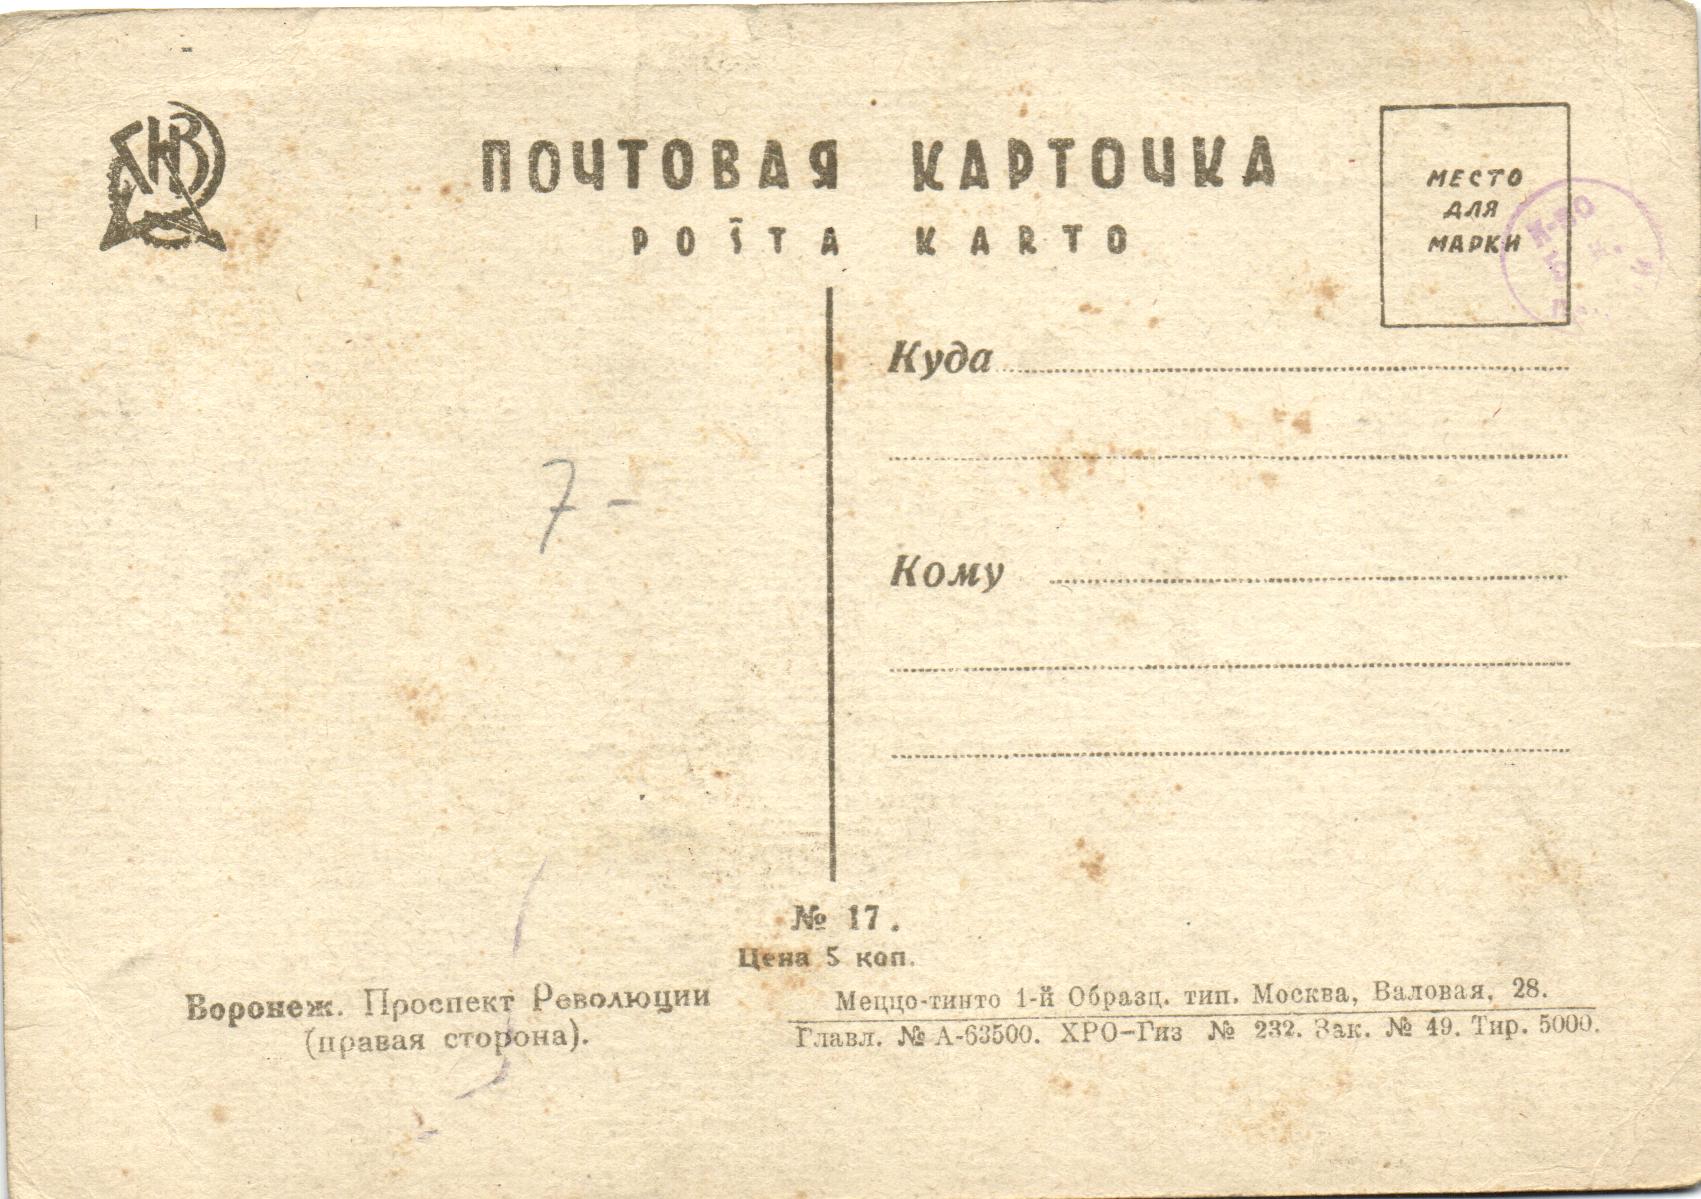 ПОЧТОВАЯ КАРТОЧКА
POŜTA KARTO
МЕСТО
ДЛЯ
МАРКИ
Куда
Кому
7 -
№ 17.
Цена 5 коп.
Воронеж. Проспект Революции
(правая сторона).
Меццо-тинто 1-й Образц. тип. Москва, Валовая, 28.
Главл. № А-63500. ХРО-Гиз № 232. Зак. № 49. Тир. 5000.